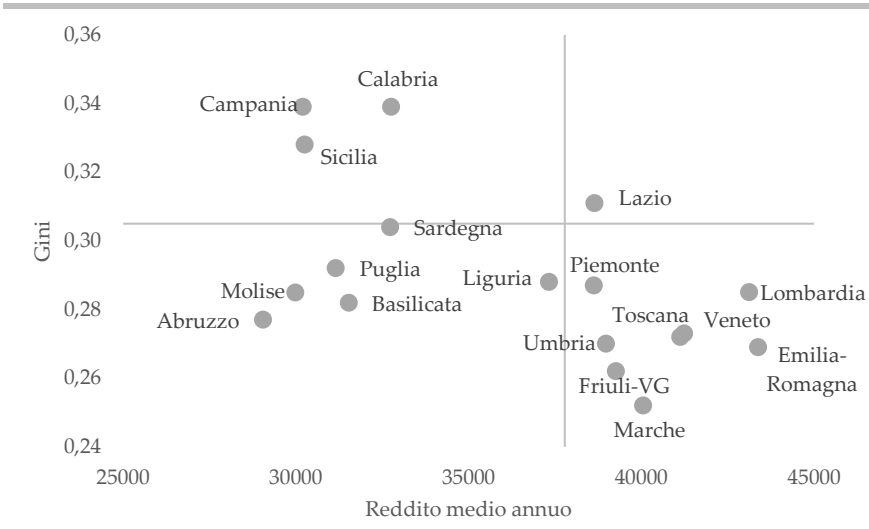 0,36
Calabria
0,34
Campania
Sicilia
0,32
Lazio
Sardegna
0,30
Gini
Puglia
Liguria
Piemonte
Molise
Basilicata
Lombardia
0,28
Abruzzo
Toscana
Veneto
Umbria
Emilia-
Romagna
0,26
Friuli-VG
Marche
0,24
25000
30000
35000
40000
45000
Reddito medio annuo